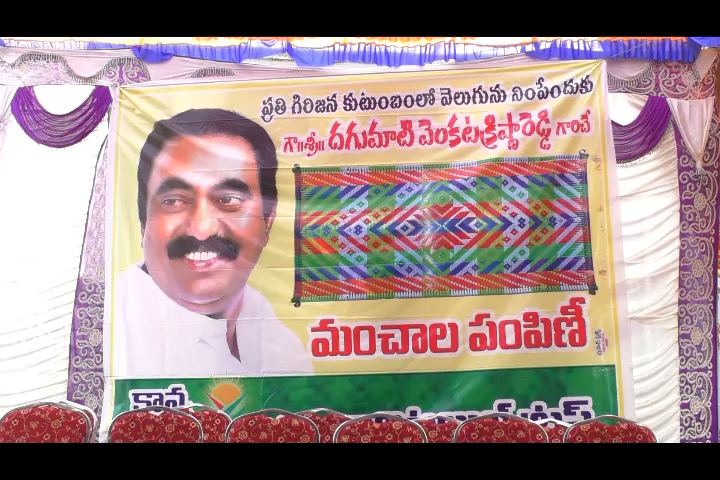 ప్రతి గిరిజన కుటుంబంలో వెలుగును నింపేందుకు
గౌ॥శ్రీ॥ దగుమాటి వెంకటక్రిష్ణారెడ్డి గారిచే
మంచాల పంపిణీ
కావ్య